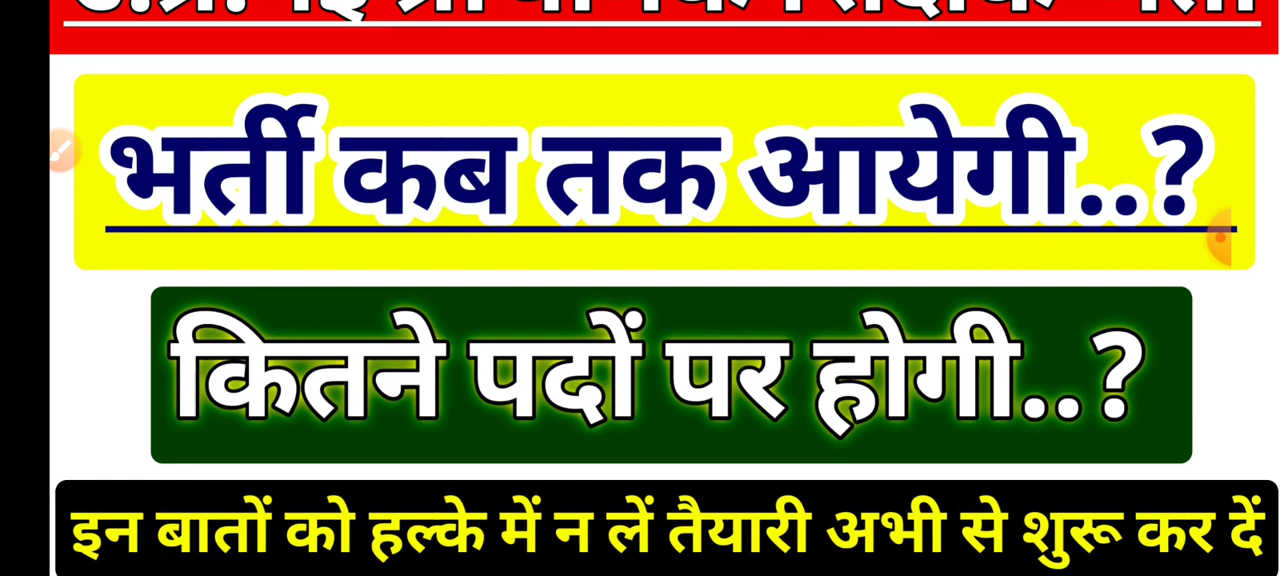 भर्ती कब तक आयेगी..?
कितने पदों पर होगी..?
इन बातों को हल्के में न लें तैयारी अभी से शुरू कर दें